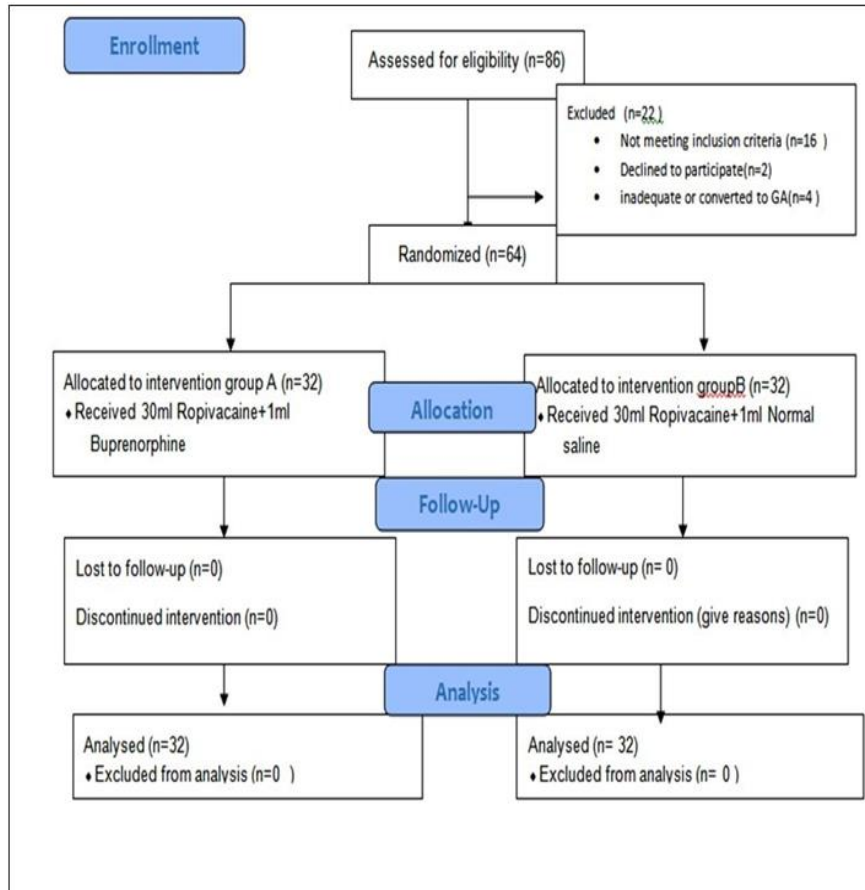 Enrollment
Assessed for eligibility (n=86)
Excluded (n=22 )
• Not meeting inclusion criteria (n=16 )
• Declined to participate(n=2)
• inadequate or converted to GA(n=4 )
Randomized (n=64)
Allocated to intervention group A (n=32)
♦ Received 30ml Ropivacaine+1ml
Buprenorphine
Allocation
Allocated to intervention groupB (n=32)
♦ Received 30ml Ropivacaine+1ml Normal
saline
Follow-Up
Lost to follow-up (n=0)
Discontinued intervention (n=0)
Lost to follow-up (n= 0)
Discontinued intervention (give reasons) (n=0)
Analysis
Analysed (n=32)
♦ Excluded from analysis (n=0 )
Analysed (n= 32)
♦ Excluded from analysis (n= 0 )